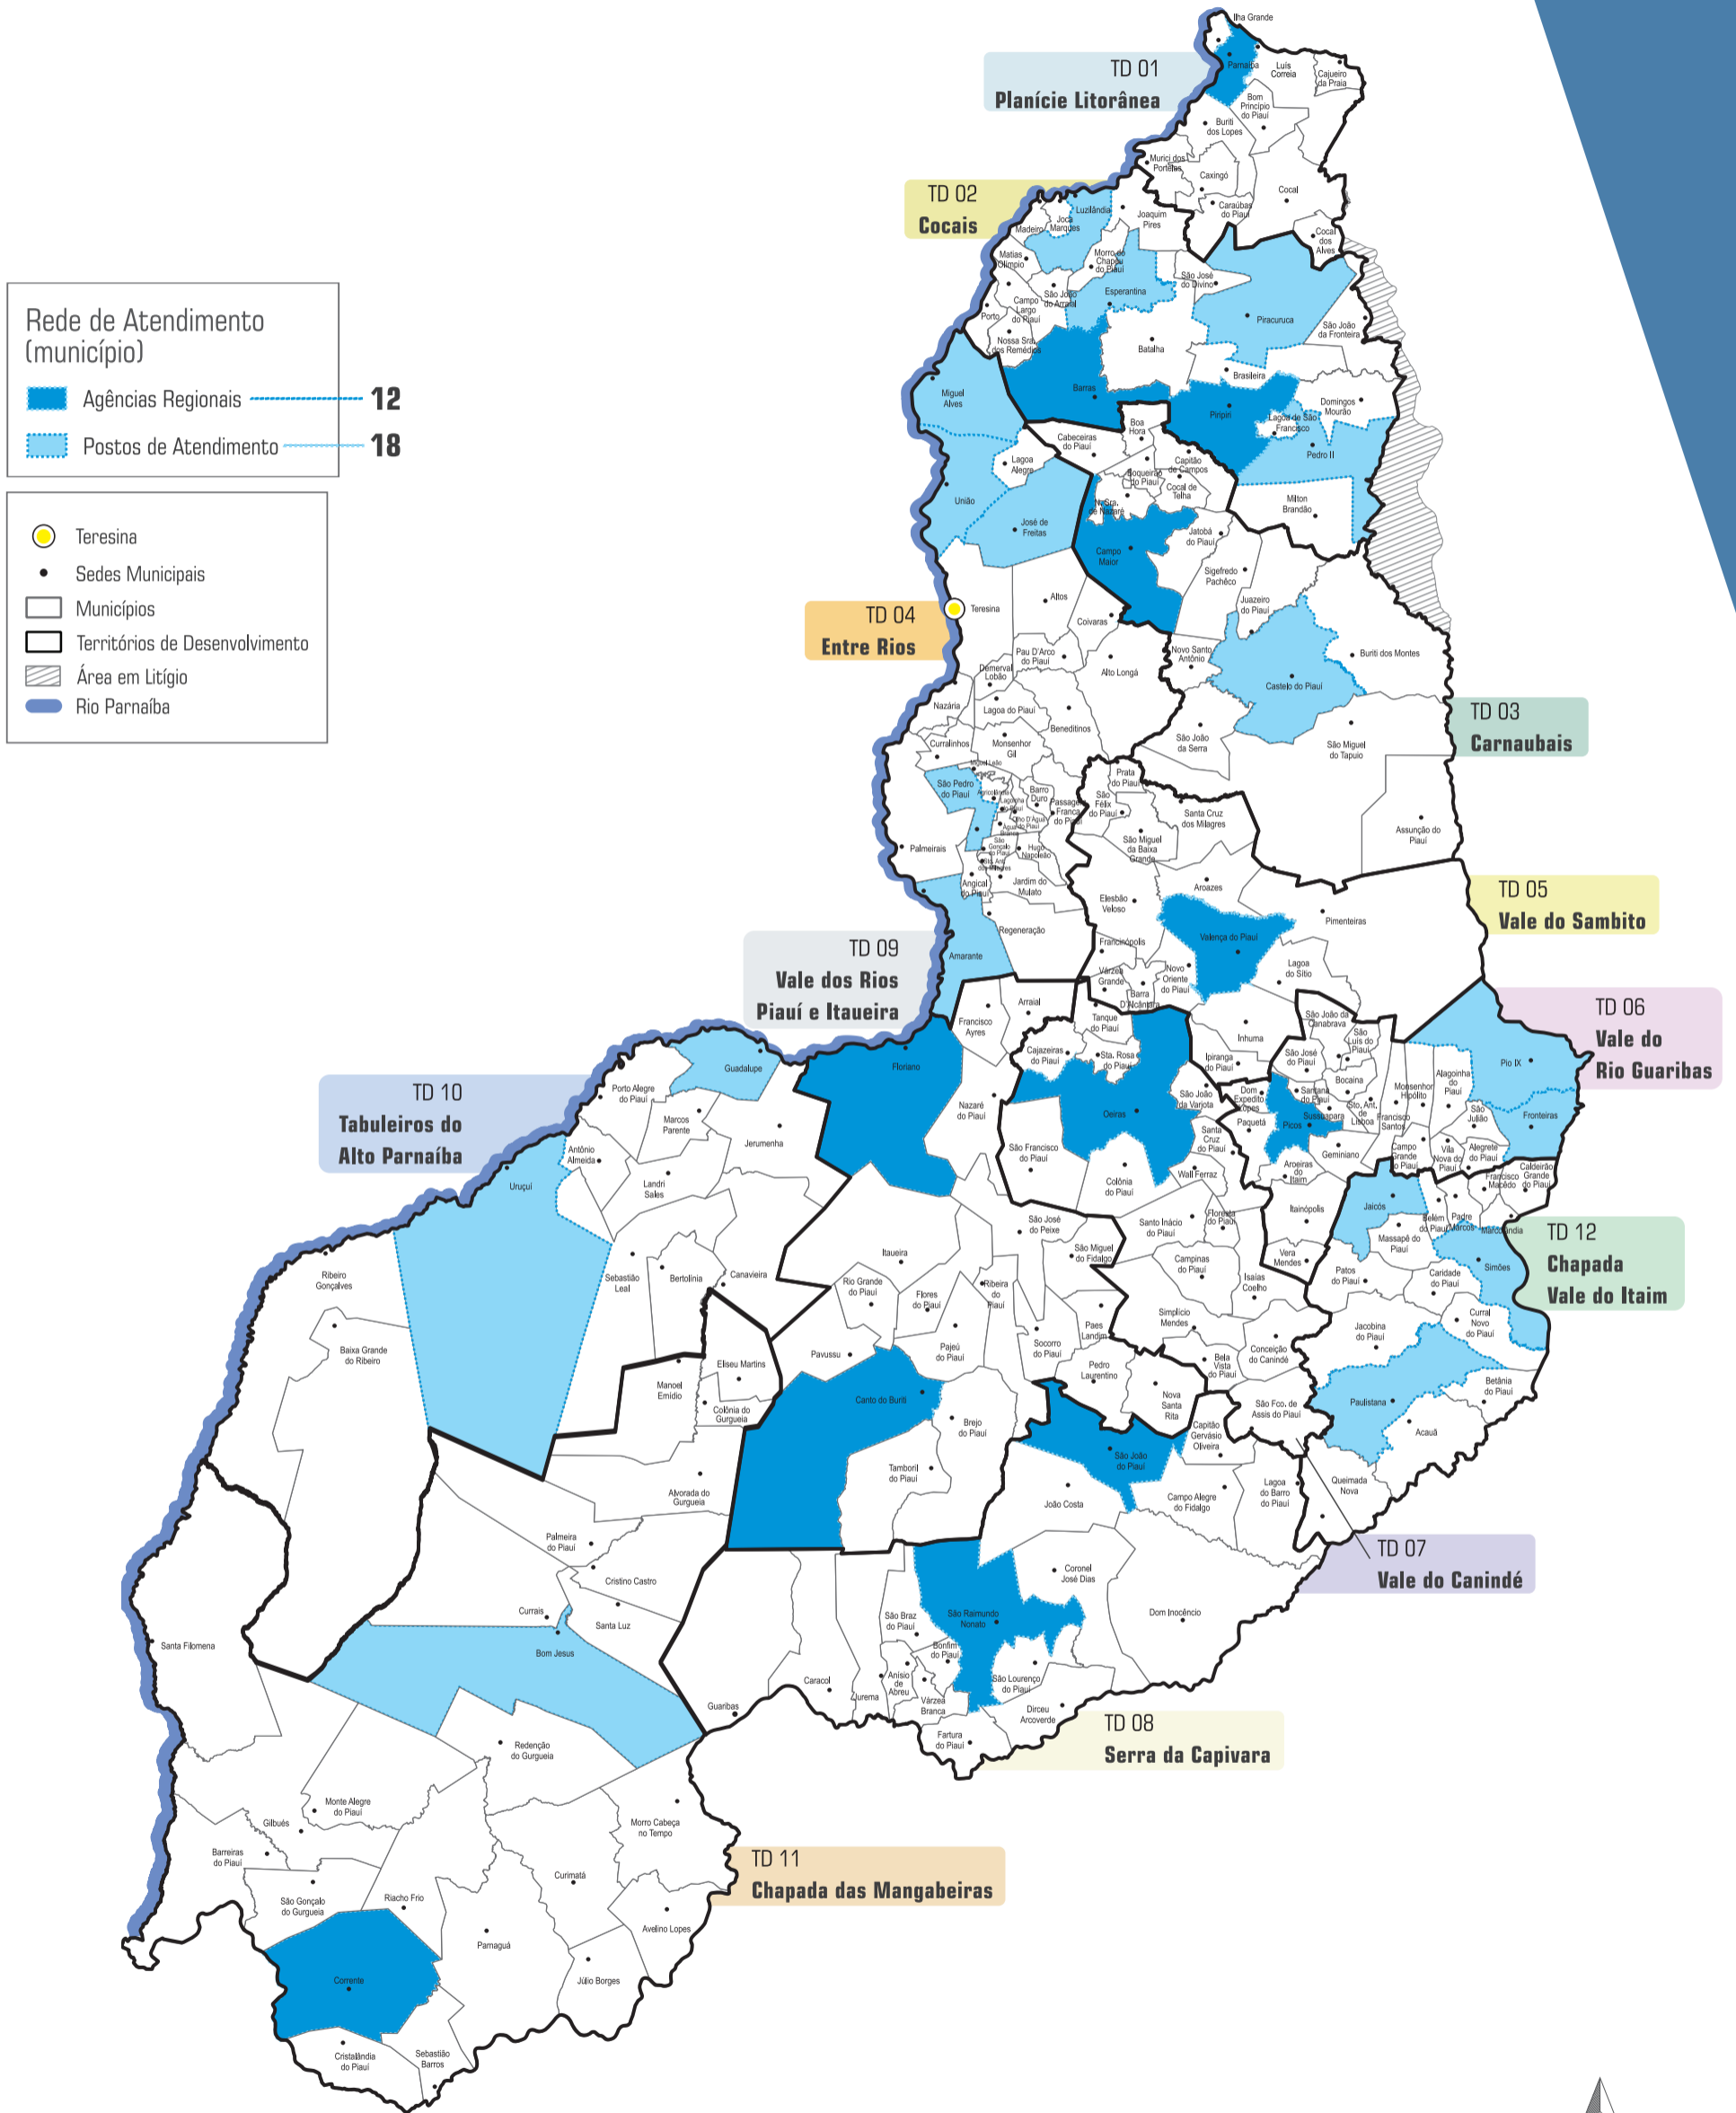 Ilha Grande
TD 01
Planície Litorânea
Parnaíba
Luís
Correia
Cajueiro
da Praia
Bom
Princípio
do Piauí
Buriti
dos Lopes
Murici dos
Portelas
Caxingó
Cocal
Caraúbas
do Piauí
Cocal
dos
Alves
TD 02
Cocais
Luzilândia
Joca
Marques
Madeiro
Joaquim
Pires
Matias
Olímpio
Morro do
Chapéu
do Piauí
São José
do Divino
Esperantina
São João
do Arraial
Campo
Largo
do Piauí
Porto
Piracuruca
São João
da Fronteira
Nossa Sra.
dos Remédios
Batalha
Brasileira
Rede de Atendimento
(município)
Agências Regionais
12
Postos de Atendimento
18
Miguel
Alves
Barras
Piripiri
Domingos
Mourão
Lagoa de São
Francisco
Pedro II
Boa
Hora
Cabeceiras
do Piauí
Lagoa
Alegre
Boqueirão
do Piauí
Capitão
de Campos
Cocal de
Telha
União
N. Sra.
de Nazaré
Milton
Brandão
José de
Freitas
Campo
Maior
Jatobá
do Piauí
Sigefredo
Pachêco
Teresina
Sedes Municipais
Municípios
Territórios de Desenvolvimento
Área em Litígio
Rio Parnaíba
TD 04
Entre Rios
Teresina
Altos
Coivaras
Juazeiro
do Piauí
Pau D'Arco
do Piauí
Novo Santo
Antônio
Buriti dos Montes
Demerval
Lobão
Alto Longá
Castelo do Piauí
Nazária
Lagoa do Piauí
Beneditinos
TD 03
Carnaubais
Curralinhos
Monsenhor
Gil
São João
da Serra
São Miguel
do Tapuio
Miguel Leão
São Pedro
do Piauí
Agricolândia
Barro
Duro
Prata
do Piauí
São
Félix
do Piauí
Passagem
Franca
do Piauí
Lagoinha
do Piauí
Olho D'Água
do Piauí
Água
Branca
Santa Cruz
dos Milagres
São Miguel
da Baixa
Grande
Assunção do
Piauí
Palmeirais
São
Gonçalo
do Piauí
Hugo
Napoleão
Sto. Ant.
dos Milagres
Angical
do Piauí
Jardim do
Mulato
Aroazes
TD 05
Vale do Sambito
Elesbão
Veloso
Pimenteiras
Regeneração
Valença do Piauí
Francinópolis
TD 09
Vale dos Rios
Piauí e Itaueira
Amarante
Várzea
Grande
Novo
Oriente
do Piauí
Lagoa
do Sítio
Barra
D'Alcântara
Francisco
Ayres
Arraial
Tanque
do Piauí
São João da
Canabrava
Inhuma
São
Luis do
Piauí
TD 06
Vale do
Rio Guaribas
Cajazeiras
do Piauí
Sta. Rosa
do Piauí
Ipiranga
do Piauí
São José
do Piauí
Pio IX
Guadalupe
Floriano
Bocaina
Monsenhor
Hipólito
Alagoinha
do
Piauí
TD 10
Tabuleiros do
Alto Parnaíba
Porto Alegre
do Piauí
Marcos
Parente
Jerumenha
Nazaré
do Piauí
Oeiras
São João
da Varjota
Dom
Expedito
Lopes
Santana
do Piauí
Sussuapara
Sto. Ant.
de
Lisboa
Francisco
Santos
São
Julião
Fronteiras
Paquetá
Picos
Geminiano
Antônio
Almeida
Landri
Sales
São Francisco
do Piauí
Santa
Cruz
do Piauí
Campo
Grande
do Piauí
Vila
Nova do
Piauí
Alegrete
do Piauí
Aroeiras
do
Itaim
Wall Ferraz
Colônia
do Piauí
Francisco
Macêdo
Caldeirão
Grande
do Piauí
Uruçuí
Jaicós
Belém
do Piauí
Padre
Marcos
Marcolândia
Santo Inácio
do Piauí
Floresta
do Piauí
Itainópolis
São José
do Peixe
TD 12
Chapada
Vale do Itaim
Massapê do
Piauí
São Miguel
do Fidalgo
Itaueira
Vera
Mendes
Simões
Ribeiro
Gonçalves
Sebastião
Leal
Bertolínia
Canavieira
Rio Grande
do Piauí
Flores
do Piauí
Ribeira
do
Piauí
Campinas
do Piauí
Isaías
Coelho
Patos
do Piauí
Caridade
do Piauí
Curral
Novo
do Piauí
Simplício
Mendes
Jacobina
do Piauí
Baixa Grande
do Ribeiro
Pavussu
Pajeú
do Piauí
Socorro
do Piauí
Paes
Landim
Bela
Vista
do Piauí
Conceição
do Canindé
Eliseu Martins
Manoel
Emídio
Colônia do
Gurgueia
Canto do Buriti
Pedro
Laurentino
Nova
Santa
Rita
Betânia
do Piauí
Paulistana
São Fco. de
Assis do Piauí
Acauã
Brejo
do Piauí
Capitão
Gervásio
Oliveira
São João
do Piauí
Tamboril
do Piauí
Alvorada do
Gurgueia
João Costa
Campo Alegre
do Fidalgo
Lagoa
do Barro
do Piauí
Queimada
Nova
Palmeira
do Piauí
Cristino Castro
TD 07
Vale do Canindé
Coronel
José Dias
Currais
Santa Luz
São Braz
do Piauí
São Raimundo
Nonato
Dom Inocêncio
Santa Filomena
Bom Jesus
Bonfim
do Piauí
Anísio
de
Abreu
Guaribas
Caracol
Jurema
Várzea
Branca
São Lourenço
do Piauí
Dirceu
Arcoverde
Fartura
do Piauí
TD 08
Serra da Capivara
Redenção
do Gurgueia
Monte Alegre
do Piauí
Gilbués
Morro Cabeça
no Tempo
Barreiras
do Piauí
TD 11
Chapada das Mangabeiras
Curimatá
São Gonçalo
do Gurgueia
Riacho Frio
Avelino Lopes
Parnaguá
Corrente
Júlio Borges
Cristalândia
do Piauí
Sebastião
Barros